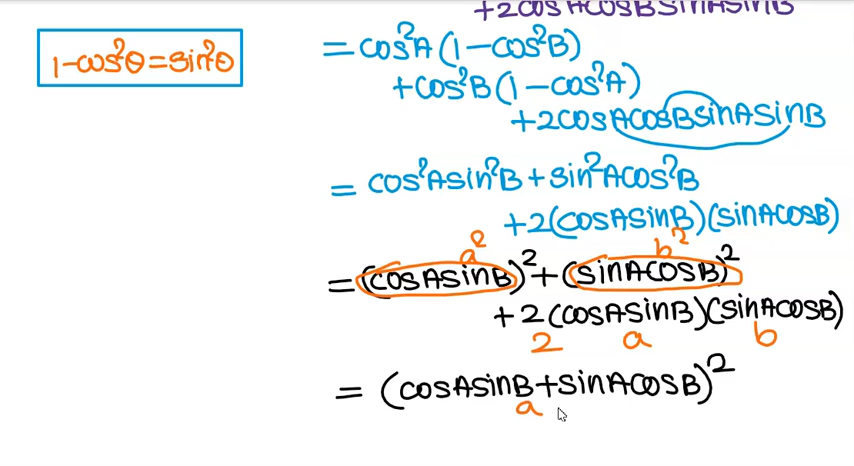 +2cosAcosBsinAsinB
1-cos²θ=sin²θ
=cos²A(1-cos²B)
+cos²B(1-cos²A)
+2cosAcosBsinAsinB
=cos²Asin²B+sin²Acos²B
+2(cosAsinB)(sinAcosB)
a² b²
=(cosAsinB)²+(sinAcosB)²
+2(cosAsinB)(sinAcosB)
2 a b
=(cosAsinB+sinAcosB)²
a